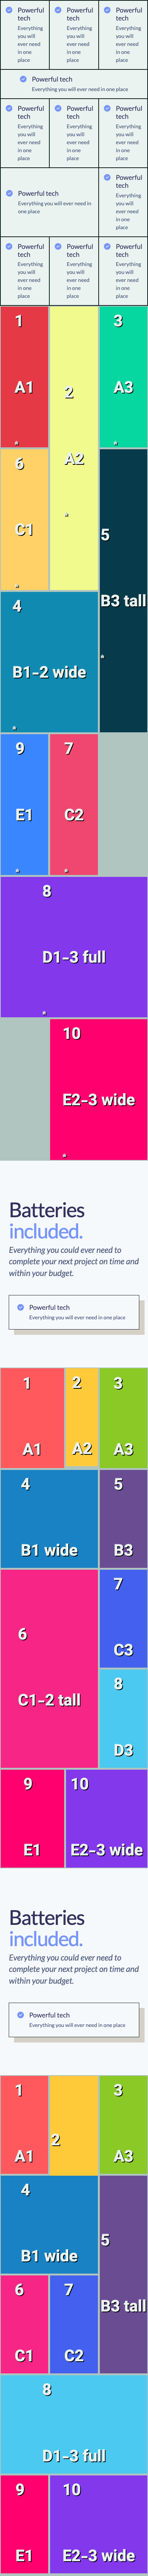 Powerful tech
Everything you will ever need in one place
Powerful tech
Everything you will ever need in one place
Powerful tech
Everything you will ever need in one place
Powerful tech
Everything you will ever need in one place
Powerful tech
Everything you will ever need in one place
Powerful tech
Everything you will ever need in one place
Powerful tech
Everything you will ever need in one place
Powerful tech
Everything you will ever need in one place
Powerful tech
Everything you will ever need in one place
Powerful tech
Everything you will ever need in one place
Powerful tech
Everything you will ever need in one place
Powerful tech
Everything you will ever need in one place
1
A1
*
2
A2
*
3
A3
*
6
C1
*
5
B3 tall
*
4
B1-2 wide
*
9
E1
*
7
C2
*
8
D1-3 full
*
10
E2-3 wide
*
Batteries
included.
Everything you could ever need to
complete your next project on time and
within your budget.
Powerful tech
Everything you will ever need in one place
1
A1
2
A2
3
A3
4
B1 wide
5
B3
6
C1-2 tall
7
C3
8
D3
9
E1
10
E2-3 wide
Batteries
included.
Everything you could ever need to
complete your next project on time and
within your budget.
Powerful tech
Everything you will ever need in one place
1
A1
2
3
A3
4
B1 wide
5
B3 tall
6
C1
7
C2
8
D1-3 full
9
E1
10
E2-3 wide